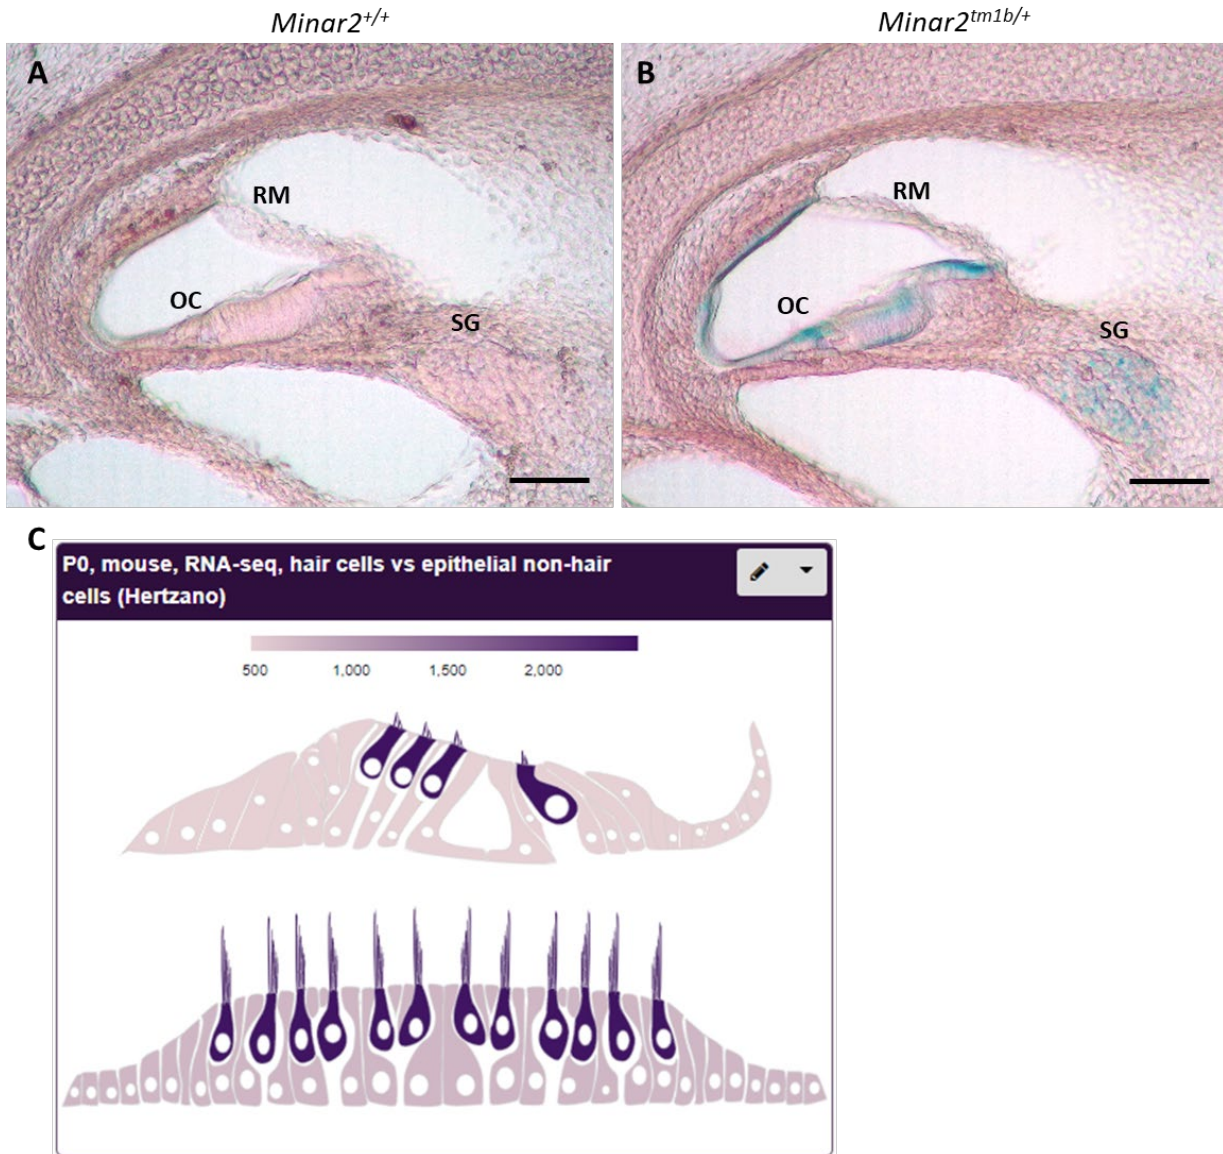 Minar2+/+
Minar2tm1b/+
A
RM
OC
SG
B
RM
OC
SG
C
P0, mouse, RNA-seq, hair cells vs epithelial non-hair
cells (Hertzano)
500 1,000 1,500 2,000